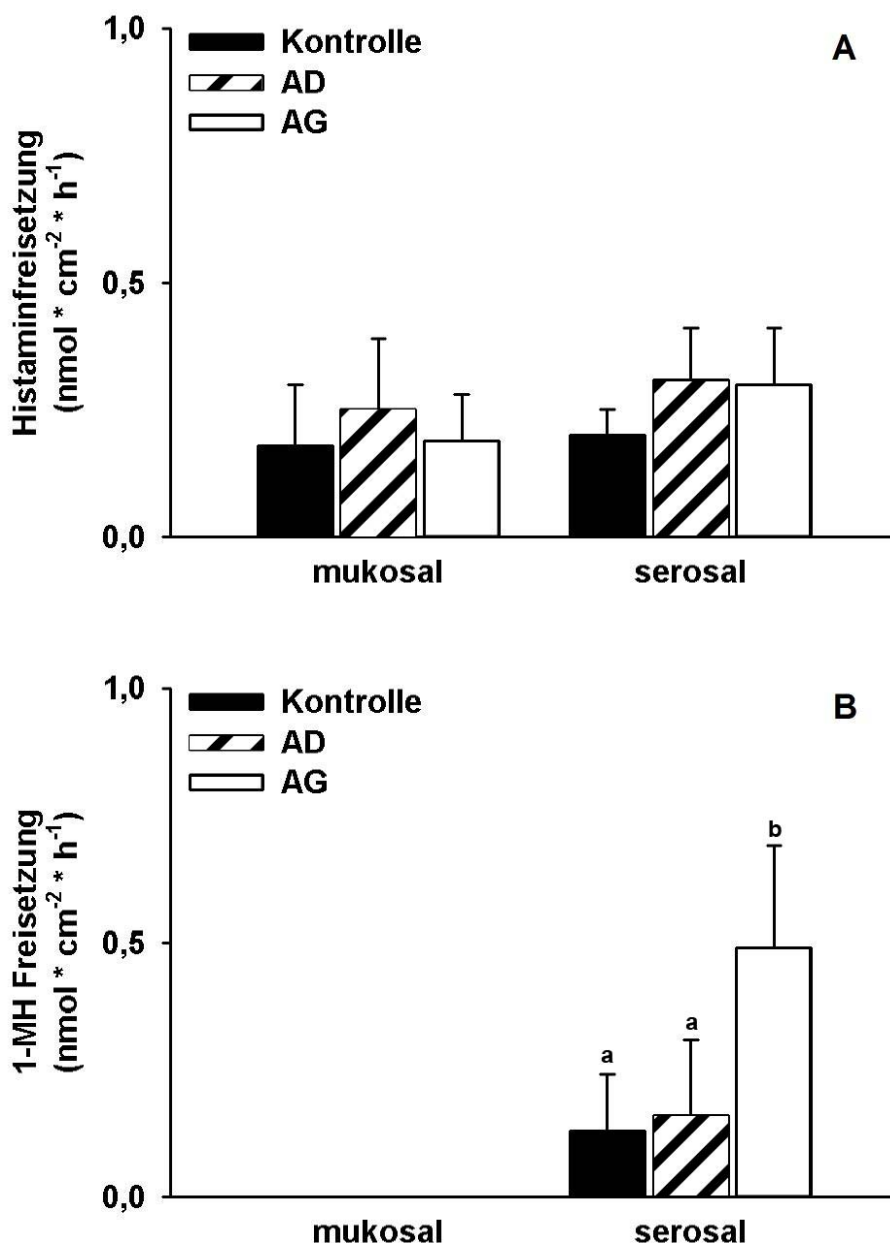 1,0
Kontrolle
A
AD
AG
Histaminfreisetzung
(nmol * cm-2 * h-1)
0,5
0,0
mukosal
serosal
1,0
Kontrolle
B
AD
AG
b
1-MH Freisetzung
(nmol * cm-2 * h-1)
0,5
a
a
0,0
mukosal
serosal